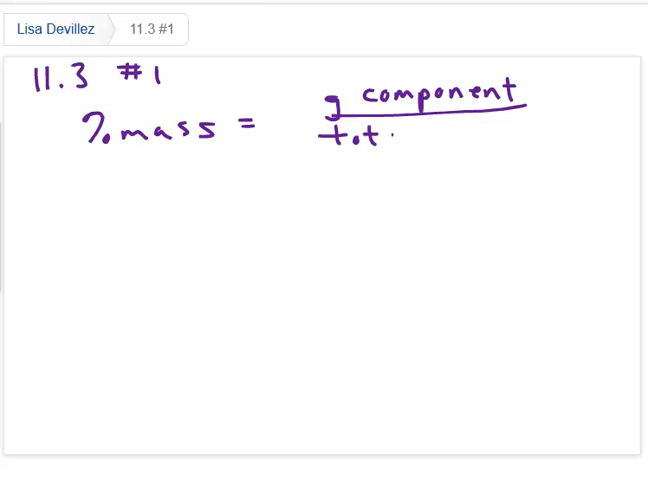 Lisa Devillez 11.3 #1
11.3 #1
g component
% mass =
tot